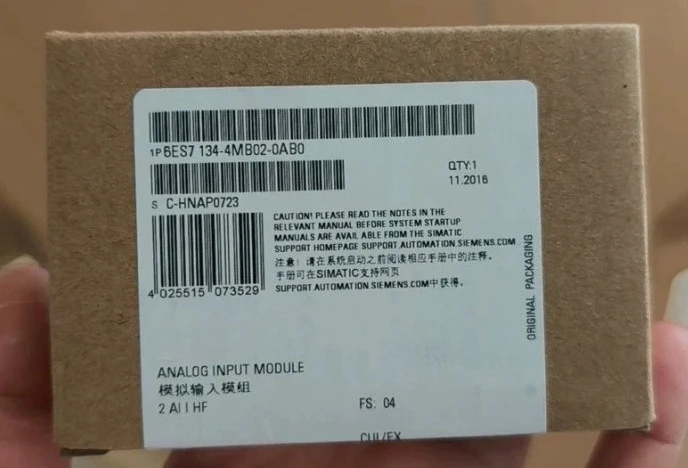 1P 6ES7 134-4MB02-0AB0
QTY:1
11.2016
S C-HNAP0723
CAUTION! PLEASE READ THE NOTES IN THE
RELEVANT MANUAL BEFORE SYSTEM STARTUP
MANUALS ARE AVAIL ABLE FROM THE SIMATIC
SUPPORT HOMEPAGE SUPPORT.AUTOMATION.SIEMENS.COM
注意：请在系统启动之前阅读相应手册中的注释。
手册可在SIMATIC支持网页
SUPPORT.AUTOMATION.SIEMENS.COM中获得。
4 025515 073529
ORIGINAL PACKAGING
ANALOG INPUT MODULE
模拟输入模组
2 AI I HF
FS: 04